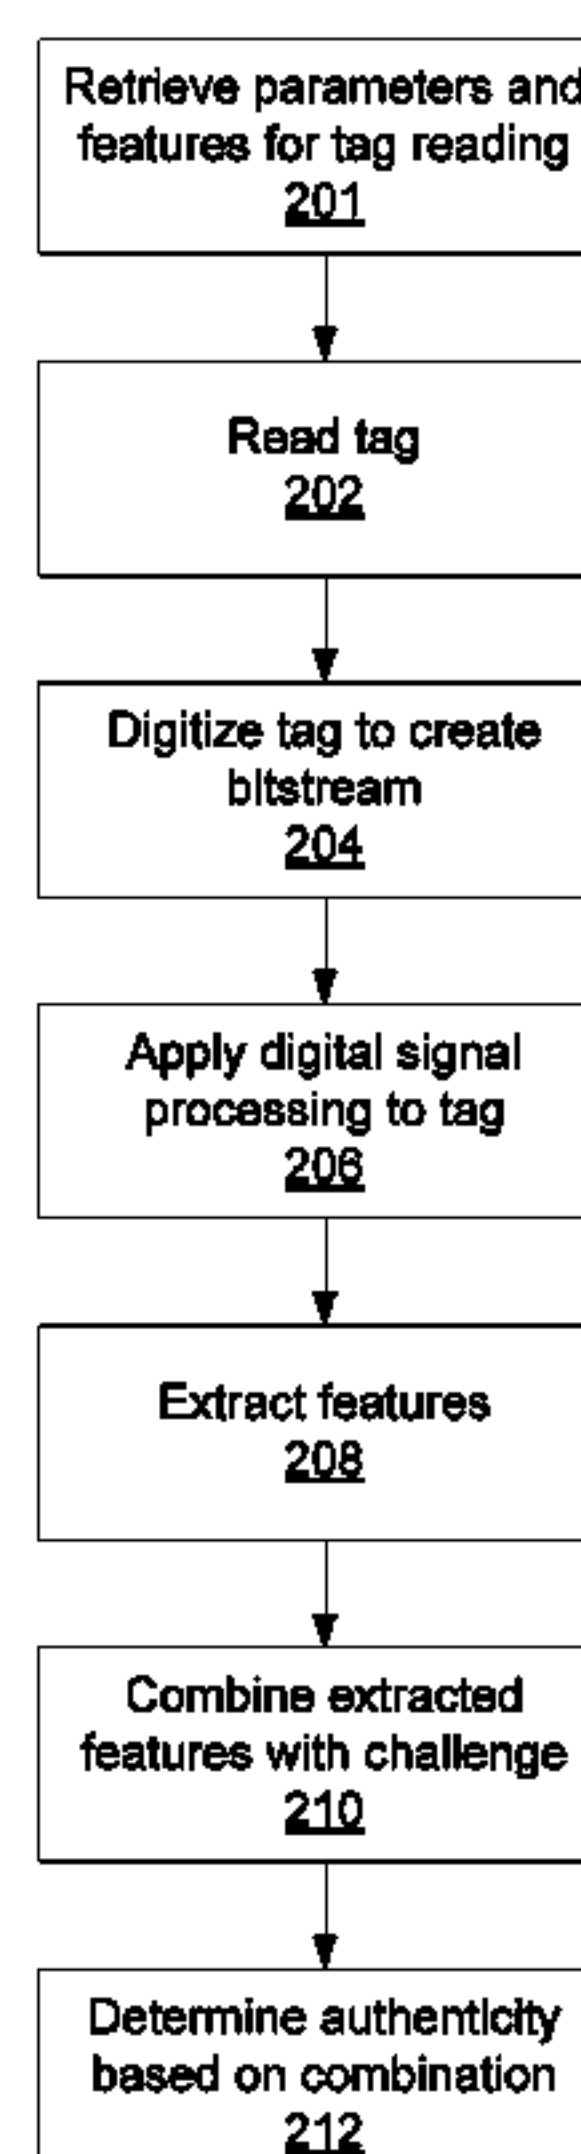 Retrieve parameters and
features for tag reading
201
Read tag
202
Digitize tag to create
bitstream
204
Apply digital signal
processing to tag
206
Extract features
208
Combine extracted
features with challenge
210
Determine authenticity
based on combination
212